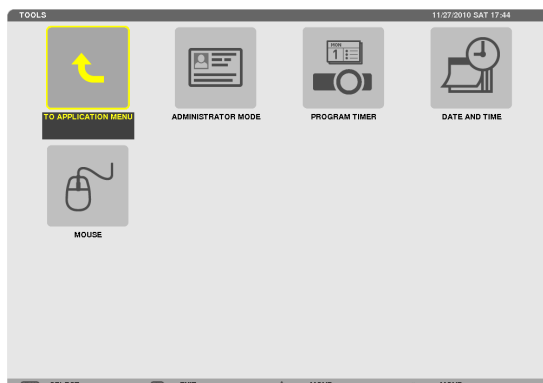 TOOLS 11/27/2010 SAT 17:44
MON
1
TO APPLICATION MENU ADMINISTRATOR MODE PROGRAM TIMER DATE AND TIME
MOUSE